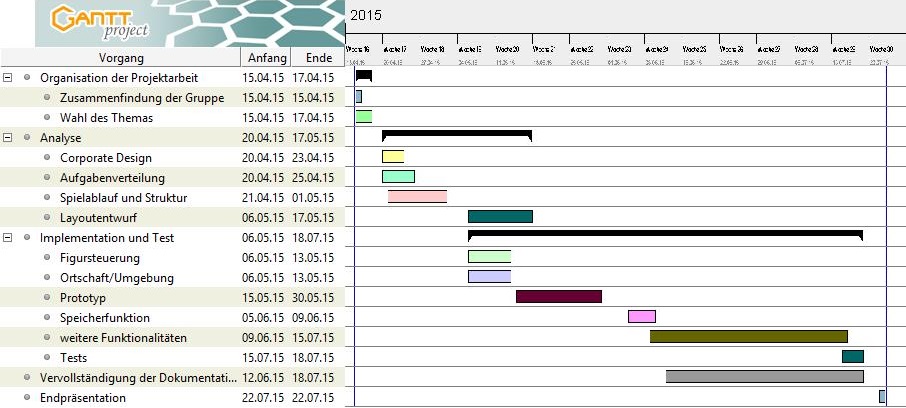 GANTT
project
2015
Woche 16 Woche 17 Woche 18 Woche 19 Woche 20 Woche 21 Woche 22 Woche 23 Woche 24 Woche 25 Woche 26 Woche 27 Woche 28 Woche 29 Woche 30
Vorgang Anfang Ende
Organisation der Projektarbeit 15.04.15 17.04.15
Zusammenfindung der Gruppe 15.04.15 15.04.15
Wahl des Themas 15.04.15 17.04.15
Analyse 20.04.15 17.05.15
Corporate Design 20.04.15 23.04.15
Aufgabenverteilung 20.04.15 25.04.15
Spielablauf und Struktur 21.04.15 01.05.15
Layoutentwurf 06.05.15 17.05.15
Implementation und Test 06.05.15 18.07.15
Figursteuerung 06.05.15 13.05.15
Ortschaft/Umgebung 06.05.15 13.05.15
Prototyp 15.05.15 30.05.15
Speicherfunktion 05.06.15 09.06.15
weitere Funktionalitäten 09.06.15 15.07.15
Tests 15.07.15 18.07.15
Vervollständigung der Dokumentati... 12.06.15 18.07.15
Endpräsentation 22.07.15 22.07.15